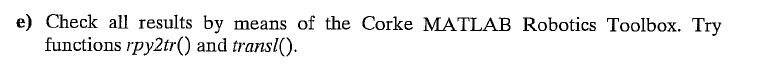 e) Check all results by means of the Corke MATLAB Robotics Toolbox. Try
functions rpy2tr() and transl().